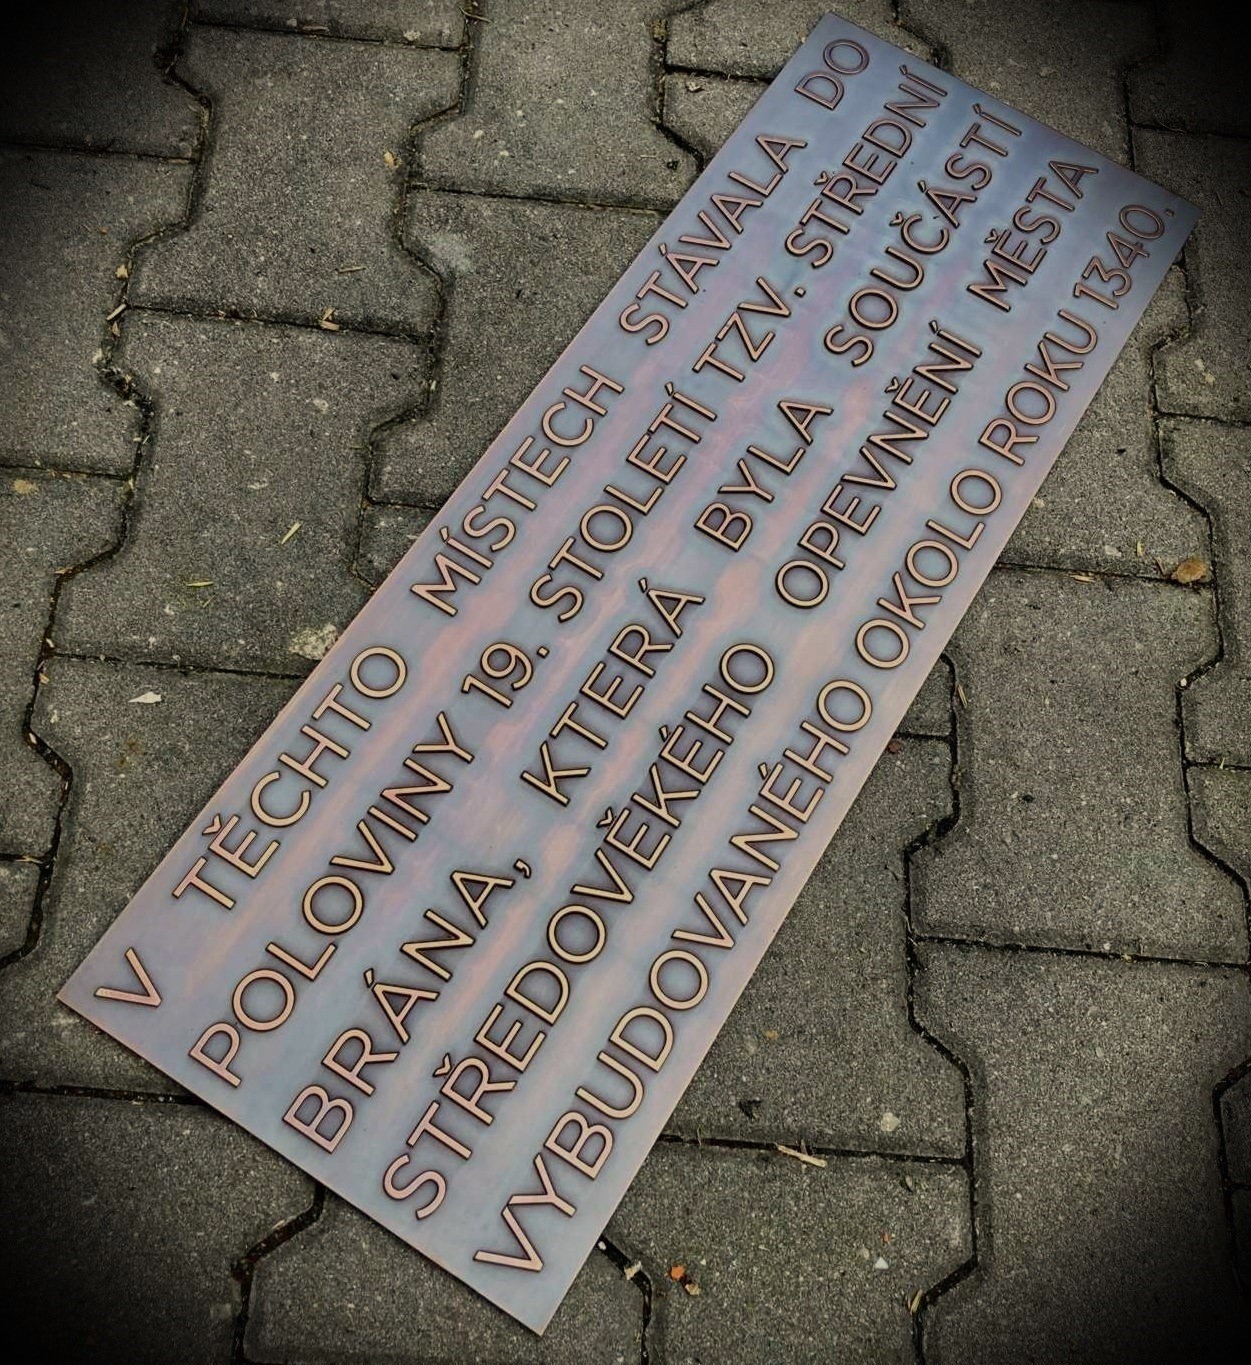 V TĚCHTO MÍSTECH STÁVALA DO
POLOVINY 19. STOLETÍ TZV. STŘEDNÍ
BRÁNA, KTERÁ BYLA SOUČÁSTÍ
STŘEDOVĚKÉHO OPEVNĚNÍ MĚSTA
VYBUDOVANÉHO OKOLO ROKU 1340.